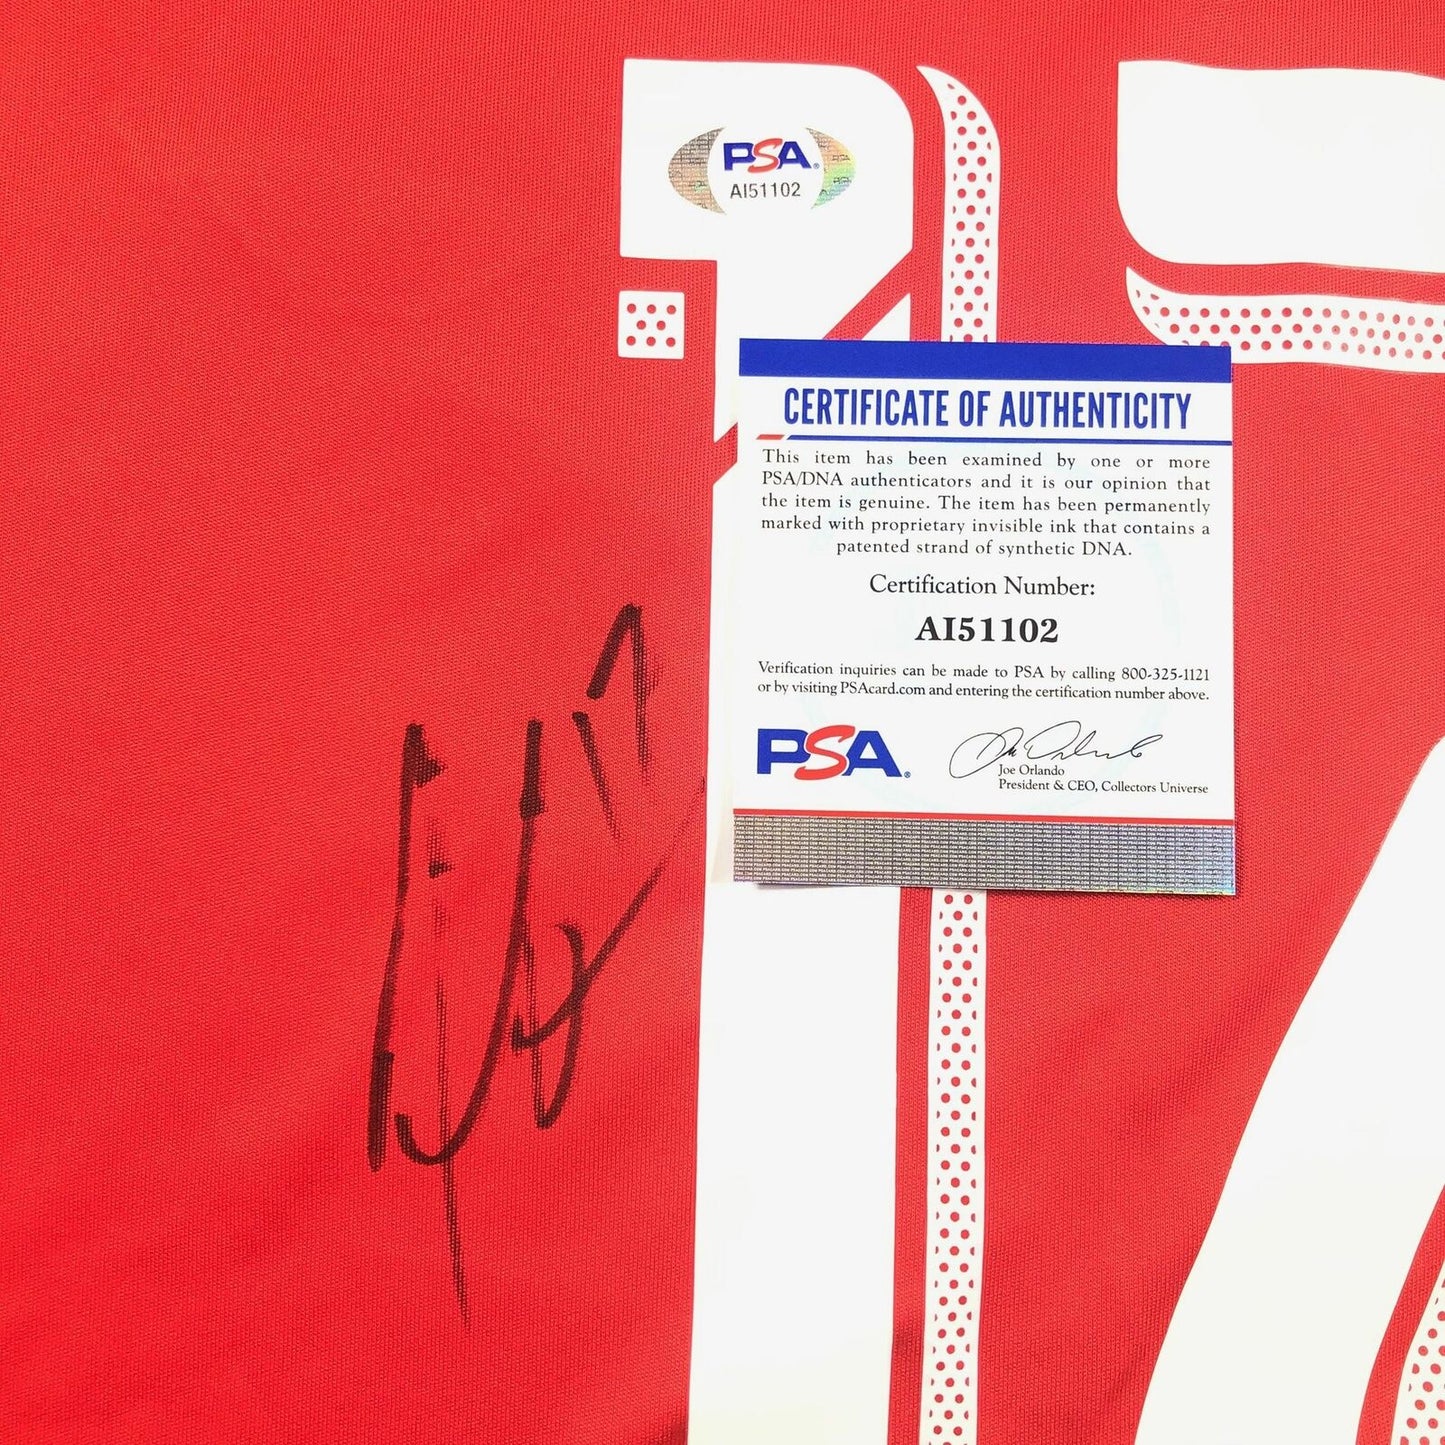 PSA
AI51102
17
CERTIFICATE OF AUTHENTICITY
This item has been examined by one or more
PSA/DNA authenticators and it is our opinion that
the item is genuine. The item has been permanently
marked with proprietary invisible ink that contains a
patented strand of synthetic DNA.
Certification Number:
AI51102
Verification inquiries can be made to PSA by calling 800-325-1121
or by visiting PSAcard.com and entering the certification number above.
PSA
Joe Orlando
President & CEO, Collectors Universe
17